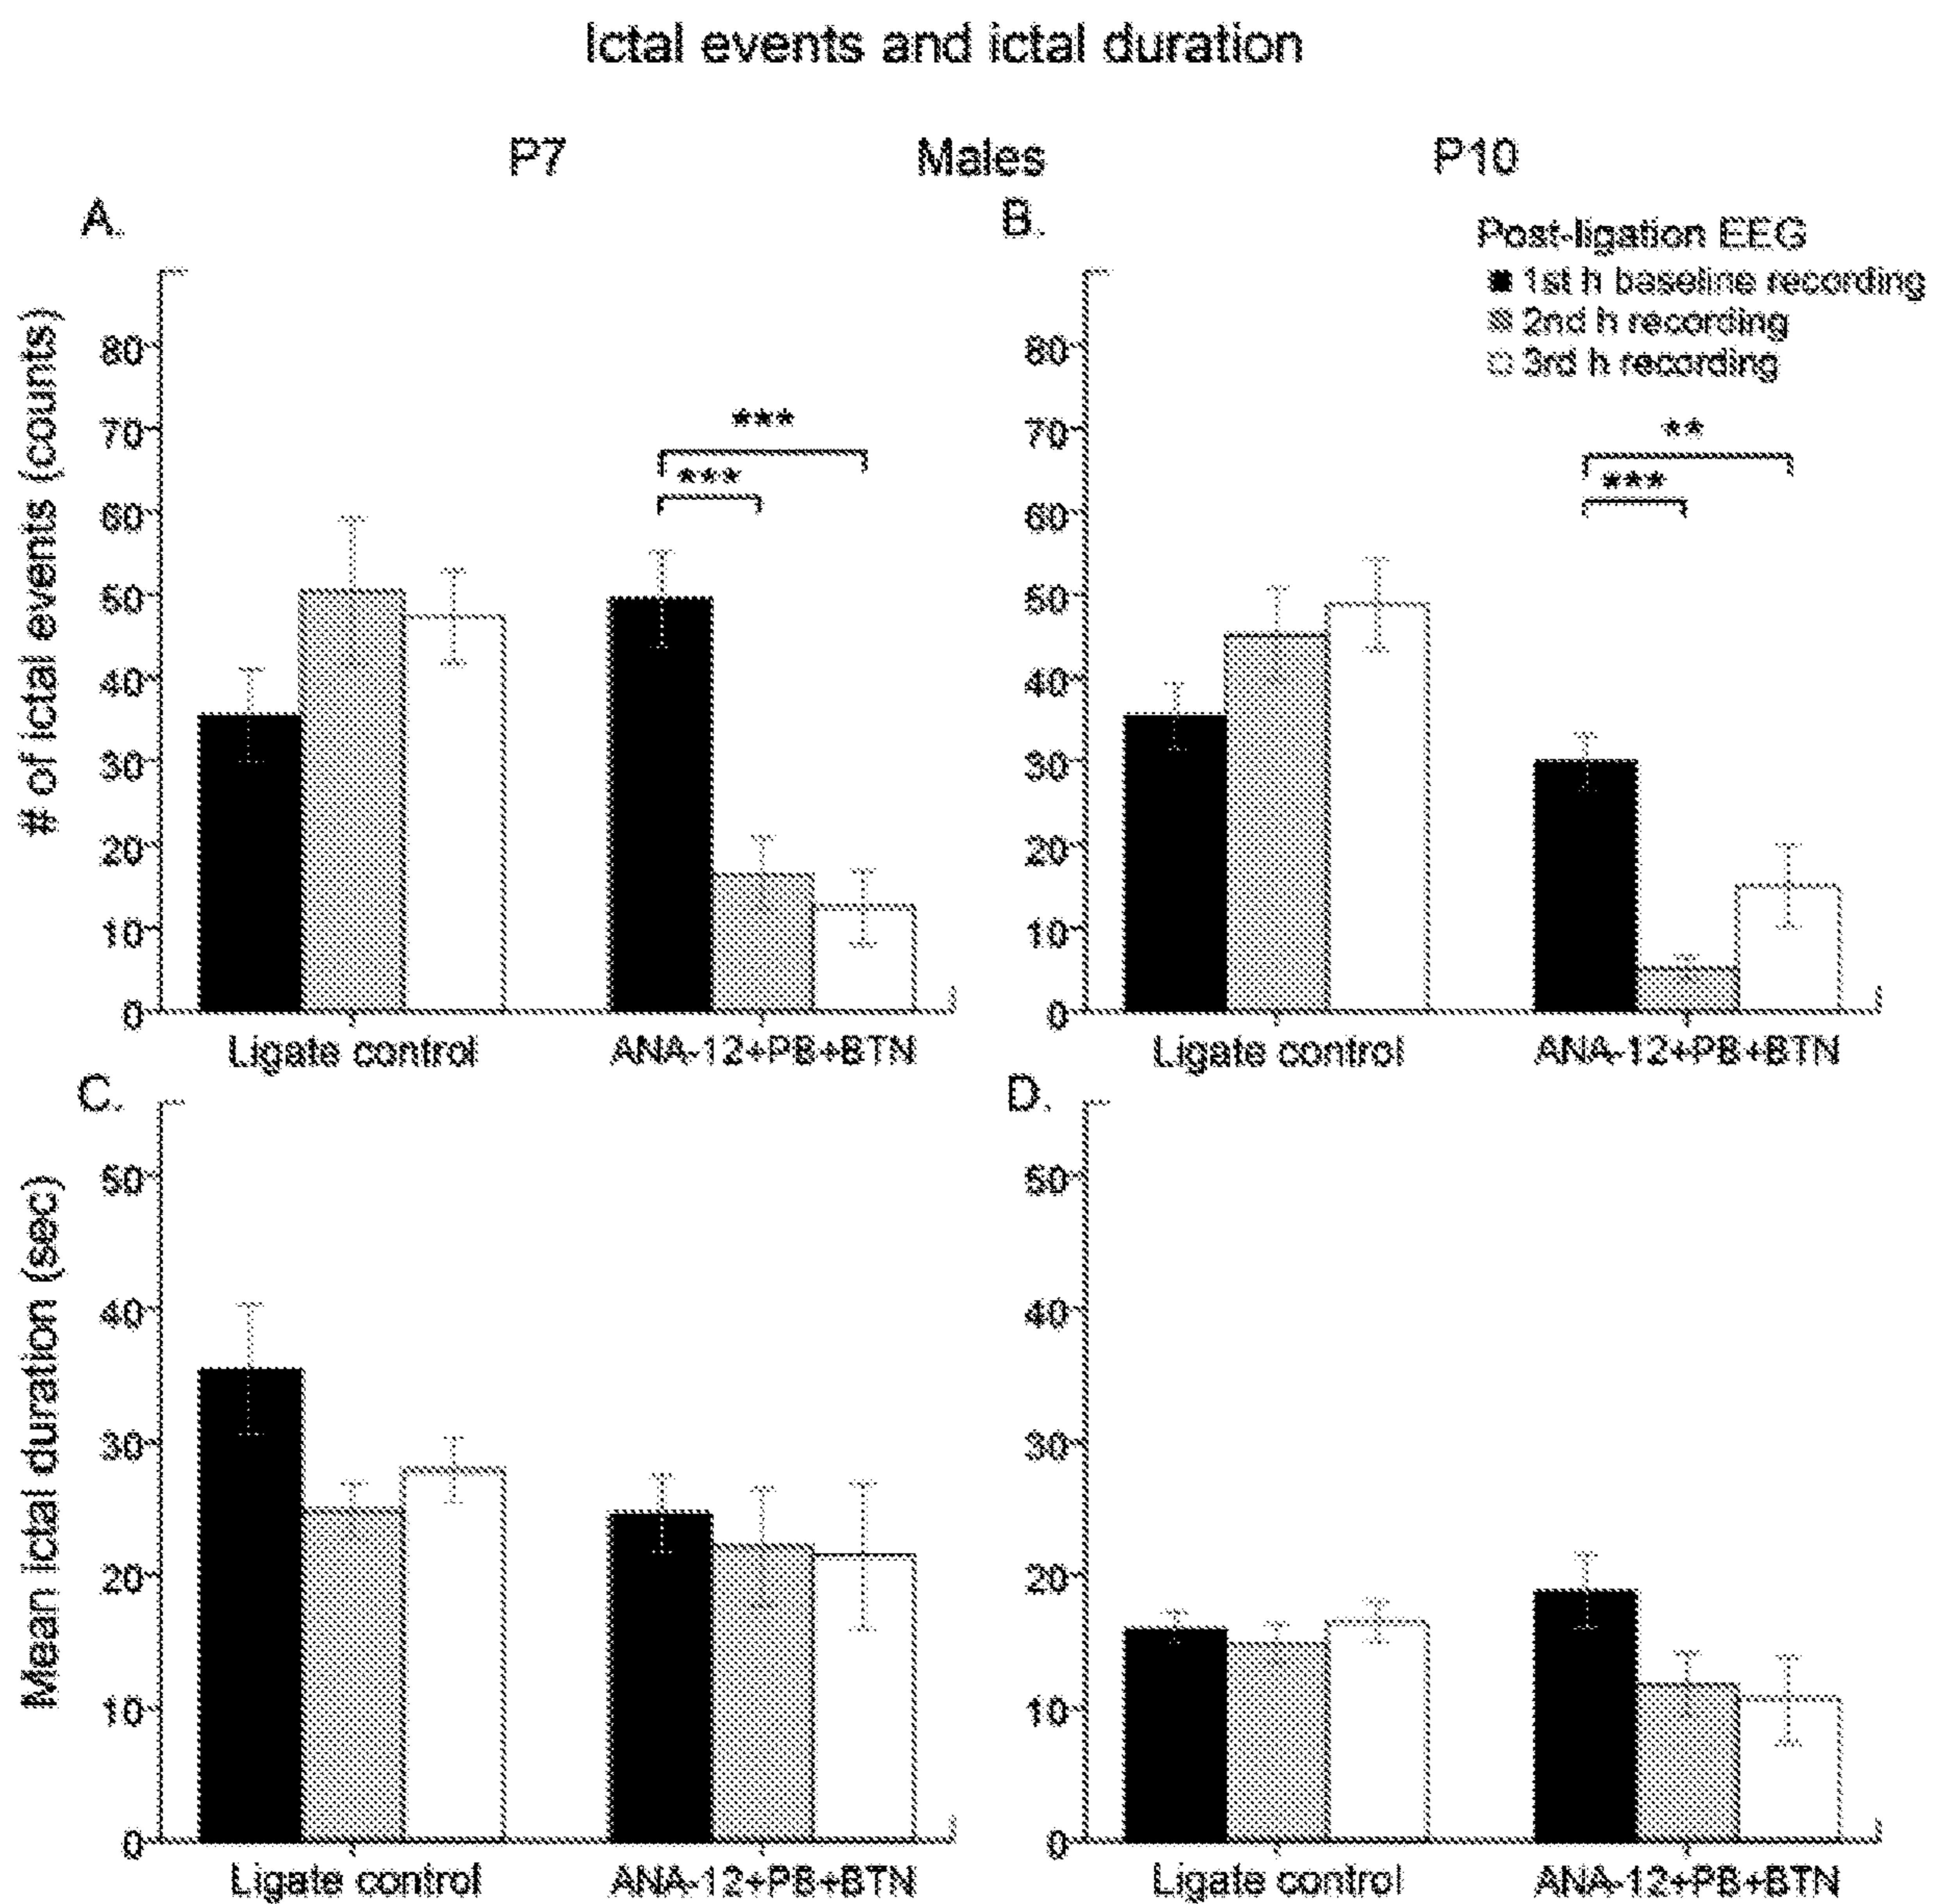 Ictal events and ictal duration
P7
Males
P10
A.
B.
Post-ligation EEG
1st h baseline recording
2nd h recording
3rd h recording
# of ictal events (counts)
80
70
60
50
40
30
20
10
0
***
***
Ligate control
ANA-12+PB+BTN
80
70
60
50
40
30
20
10
0
**
***
Ligate control
ANA-12+PB+BTN
C.
D.
Mean ictal duration (sec)
50
40
30
20
10
0
Ligate control
ANA-12+PB+BTN
50
40
30
20
10
0
Ligate control
ANA-12+PB+BTN